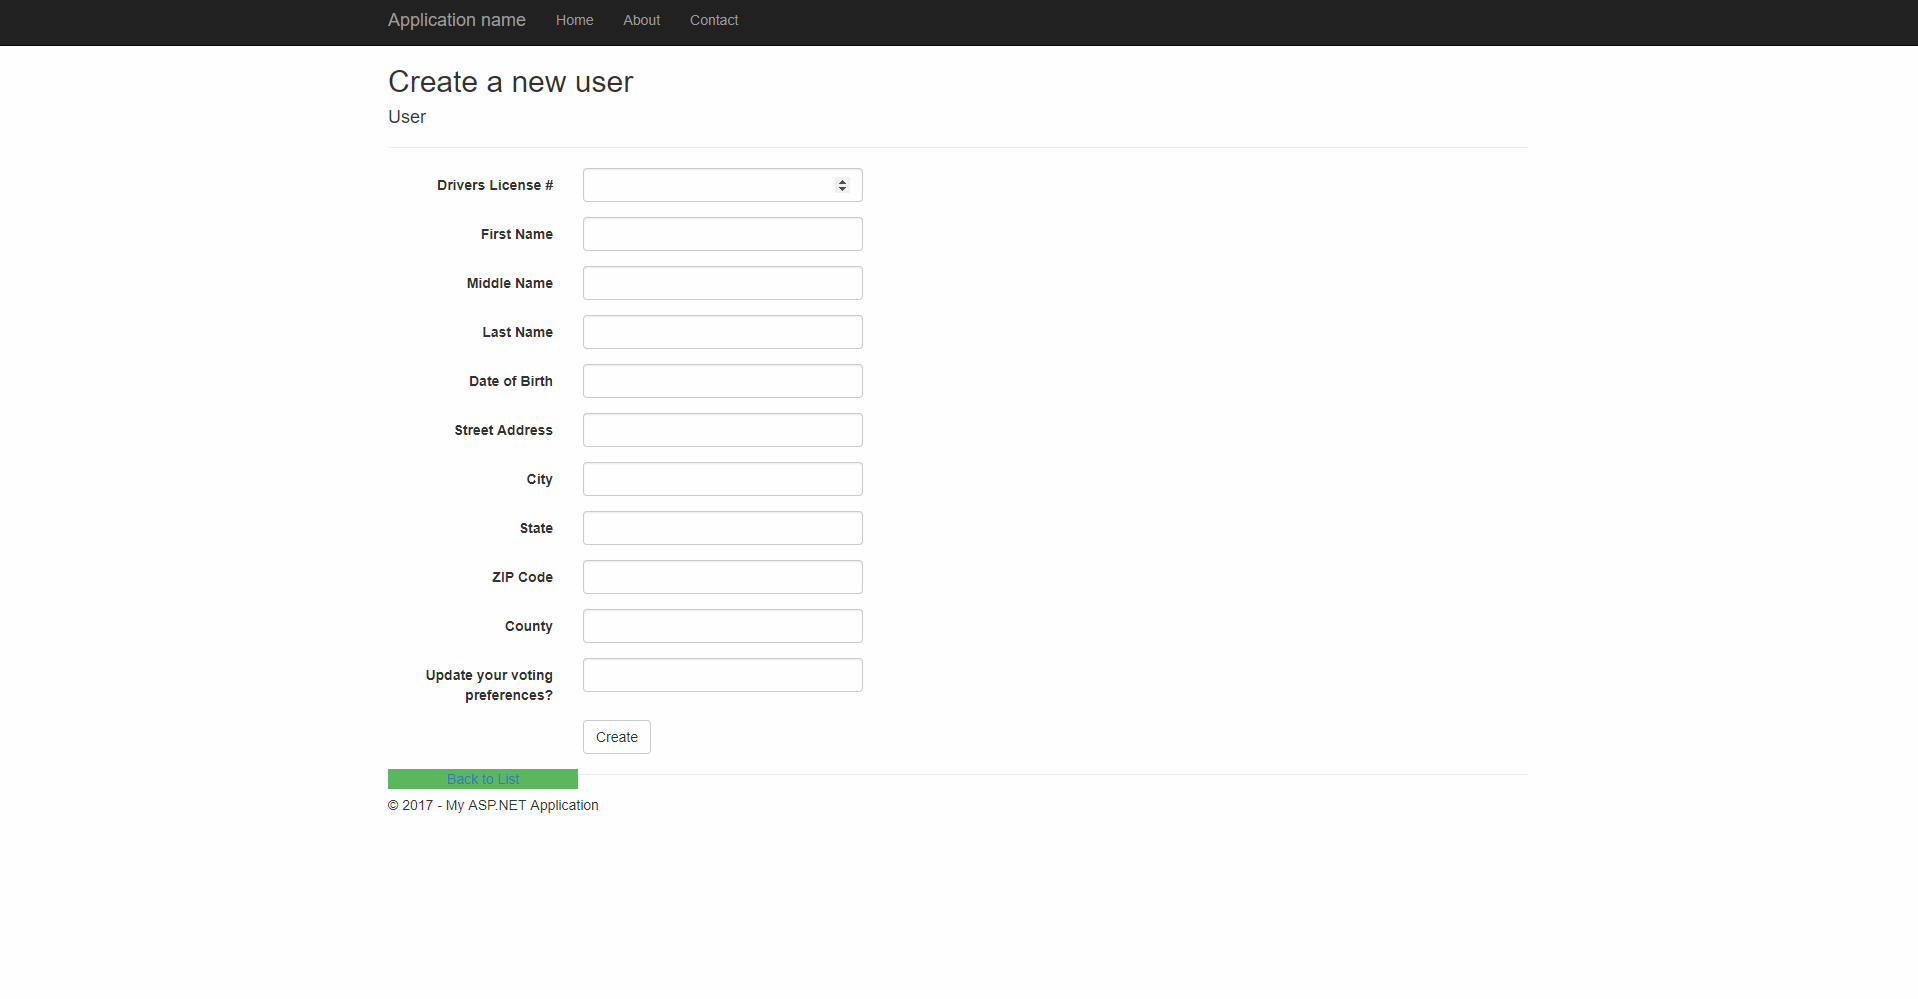 Application name Home About Contact
Create a new user
User
Drivers License #
First Name
Middle Name
Last Name
Date of Birth
Street Address
City
State
ZIP Code
County
Update your voting
preferences?
Create
Back to List
© 2017 - My ASP.NET Application